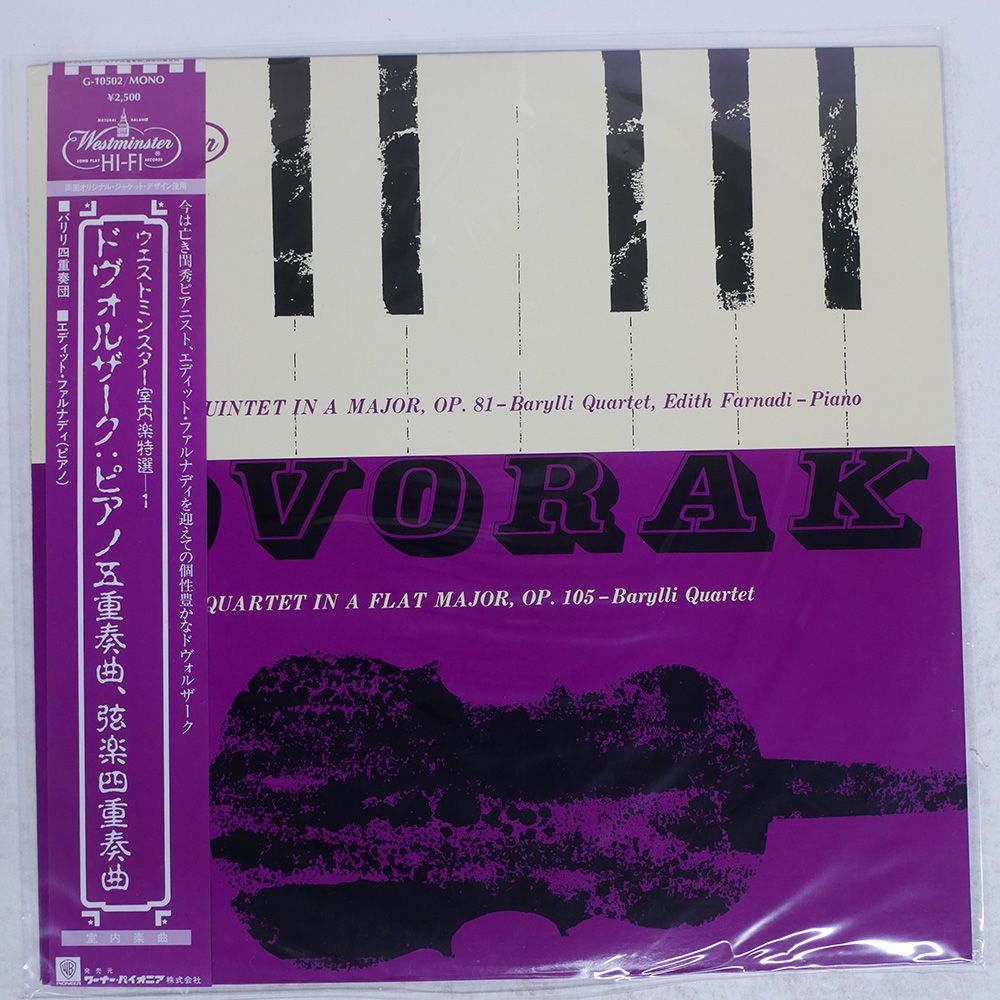 G-10502/MONO
¥2,500
NATURAL BALANCE
Westminster
LONG PLAY RECORDS
HI-FI
両面オリジナル・ジャケット・デザイン使用
今は亡き閨秀ピアニスト、エディット・ファルナディを迎えての個性豊かなドヴォルザーク
ウェストミンスター室内楽特選—1
ドヴォルザーク:ピアノ五重奏曲、弦楽四重奏曲
■バリリ四重奏団 ■エディット・ファルナディ(ピアノ)
室内楽曲
WB
PIONEER
発売元
ワーナー・パイオニア株式会社
er
UINTET IN A MAJOR, OP. 81–Barylli Quartet, Edith Farnadi–Piano
DVORAK
QUARTET IN A FLAT MAJOR, OP. 105–Barylli Quartet